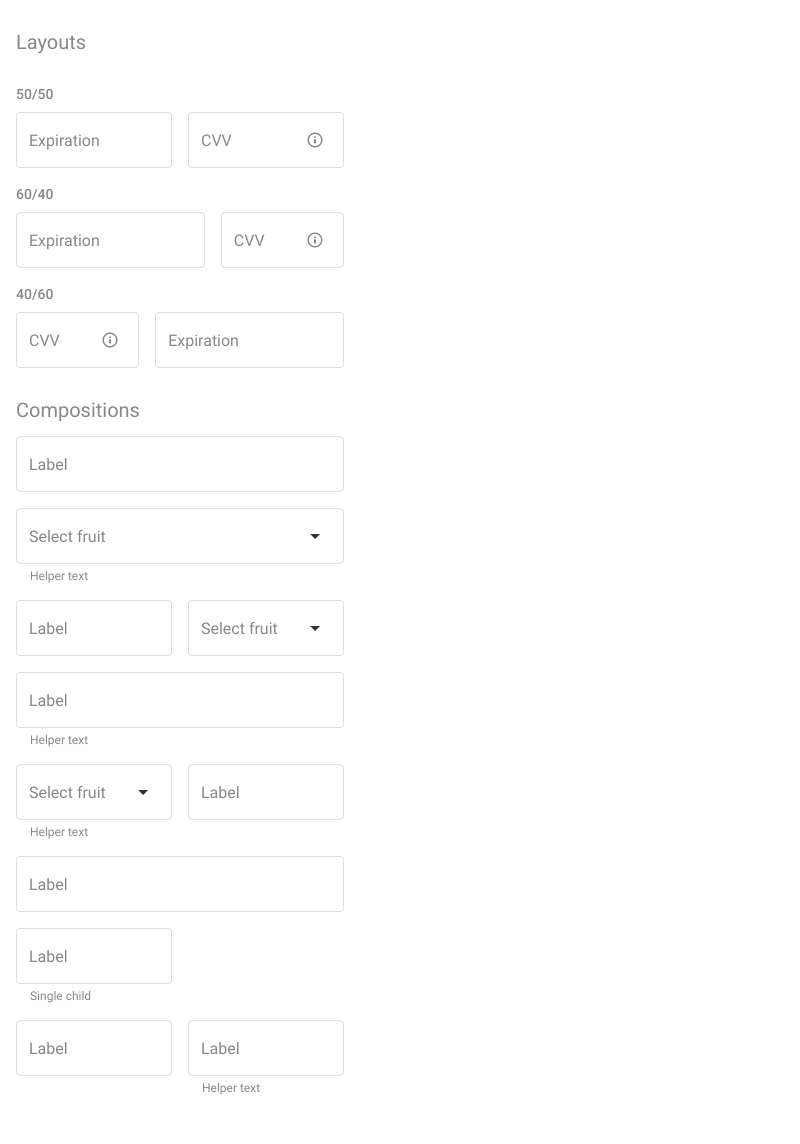 Layouts
50/50
Expiration CVV
60/40
Expiration CVV
40/60
CVV Expiration
Compositions
Label
Select fruit
Helper text
Label Select fruit
Label
Helper text
Select fruit Label
Helper text
Label
Label
Single child
Label Label
Helper text